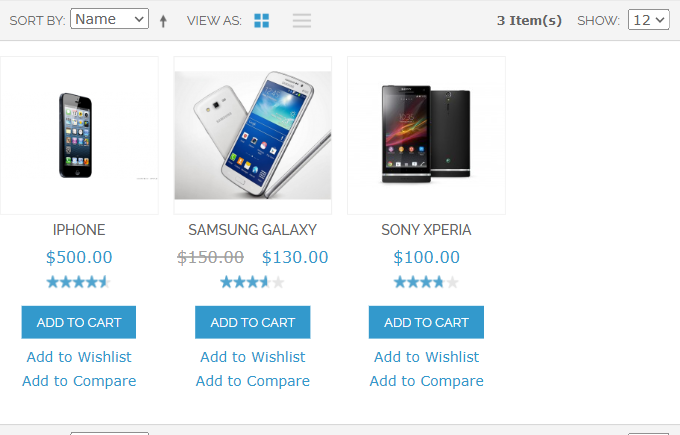 SORT BY: Name VIEW AS: 3 Item(s) SHOW: 12
IPHONE
$500.00
ADD TO CART
Add to Wishlist
Add to Compare
SAMSUNG GALAXY
$150.00 $130.00
ADD TO CART
Add to Wishlist
Add to Compare
SONY XPERIA
$100.00
ADD TO CART
Add to Wishlist
Add to Compare